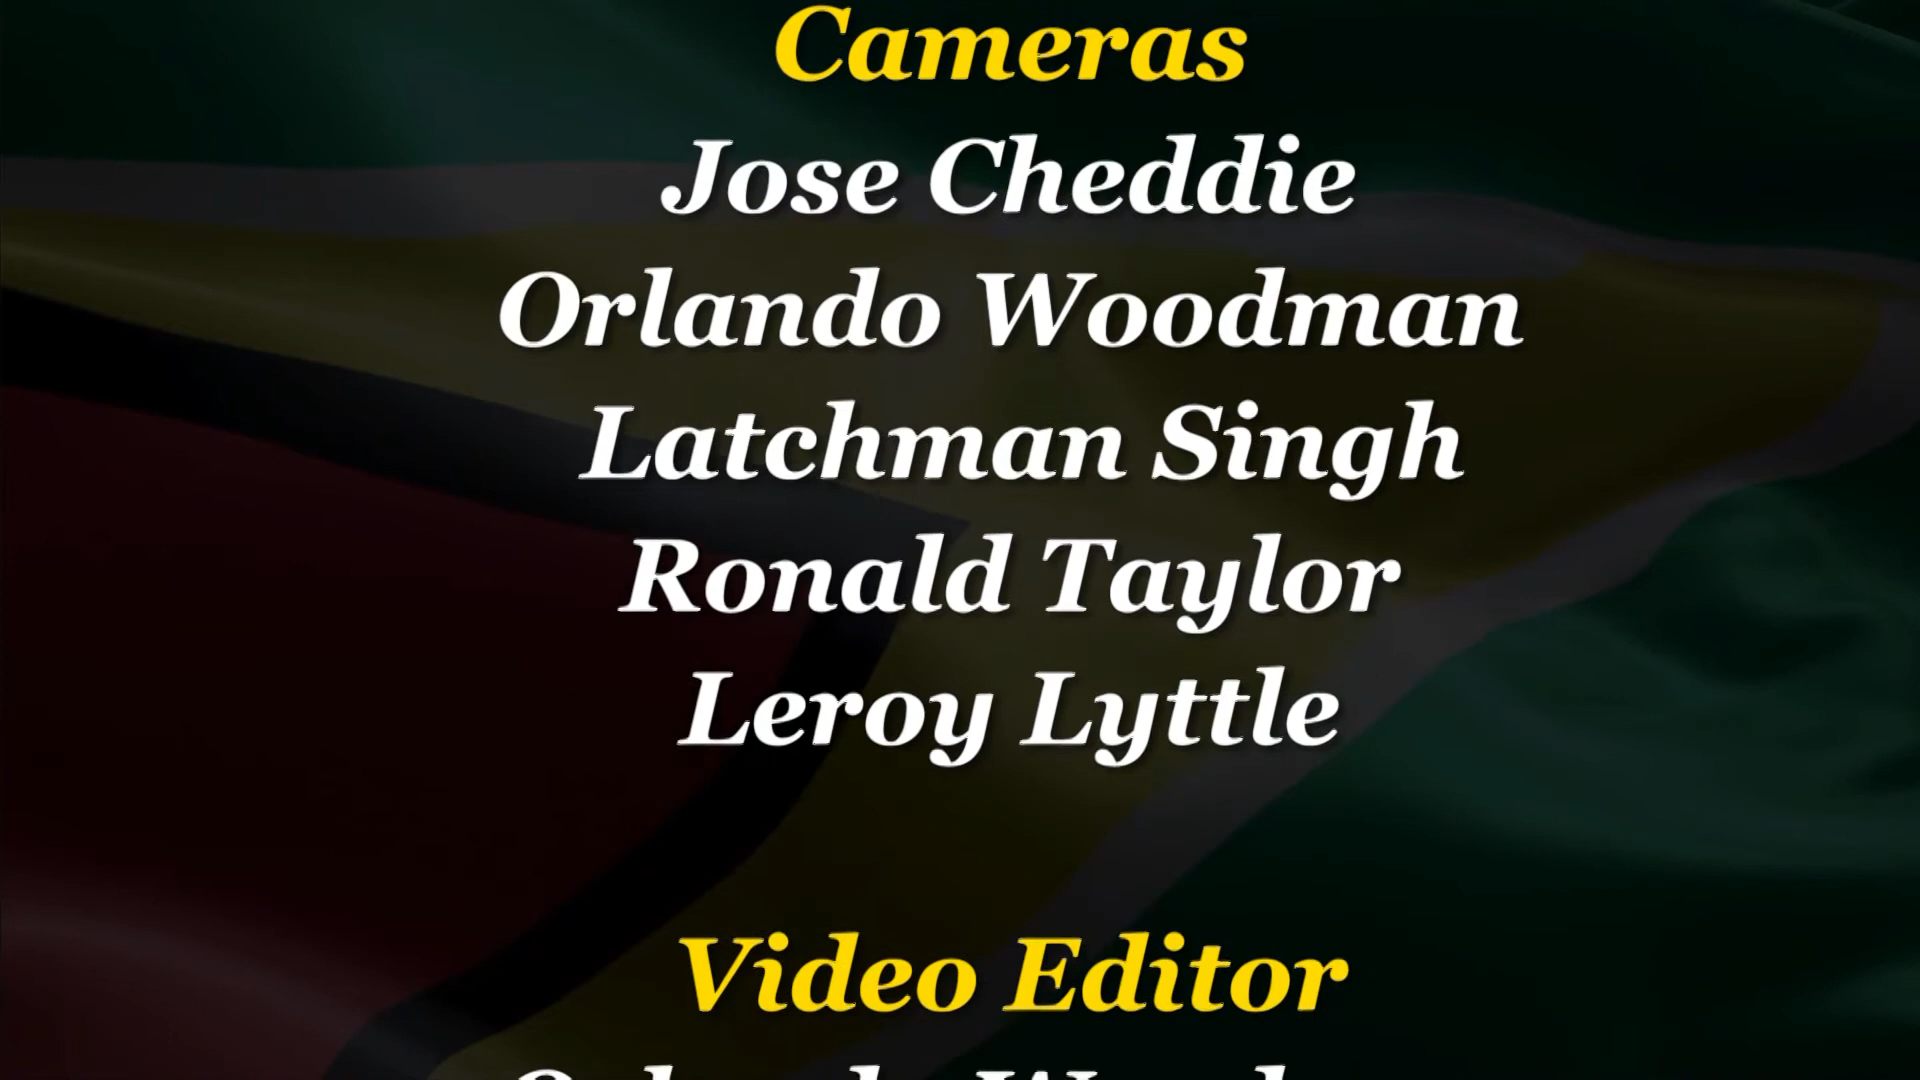 Cameras
Jose Cheddie
Orlando Woodman
Latchman Singh
Ronald Taylor
Leroy Lyttle
Video Editor